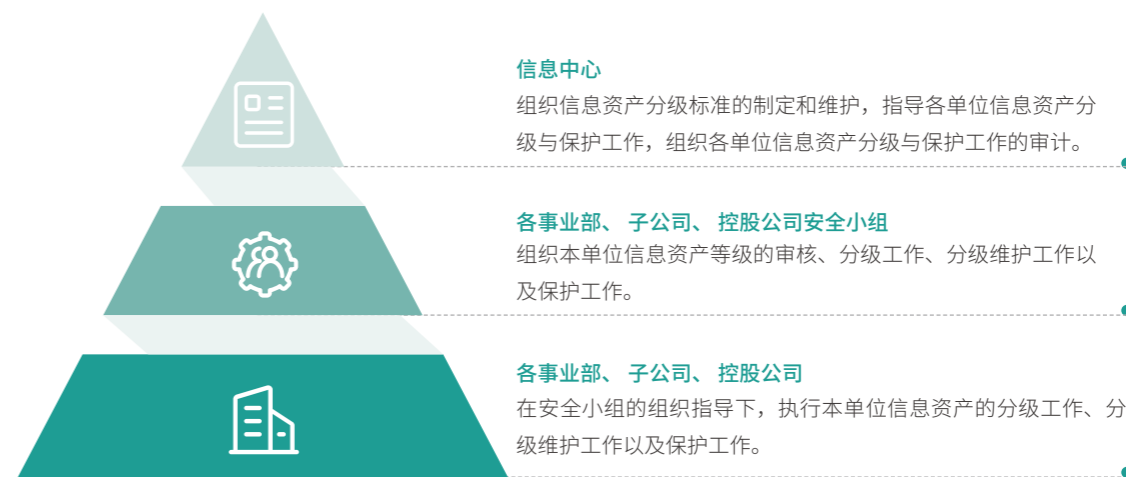 信息中心
组织信息资产分级标准的制定和维护，指导各单位信息资产分
级与保护工作，组织各单位信息资产分级与保护工作的审计。
各事业部、 子公司、 控股公司安全小组
组织本单位信息资产等级的审核、分级工作、分级维护工作以
及保护工作。
各事业部、 子公司、 控股公司
在安全小组的组织指导下，执行本单位信息资产的分级工作、分
级维护工作以及保护工作。